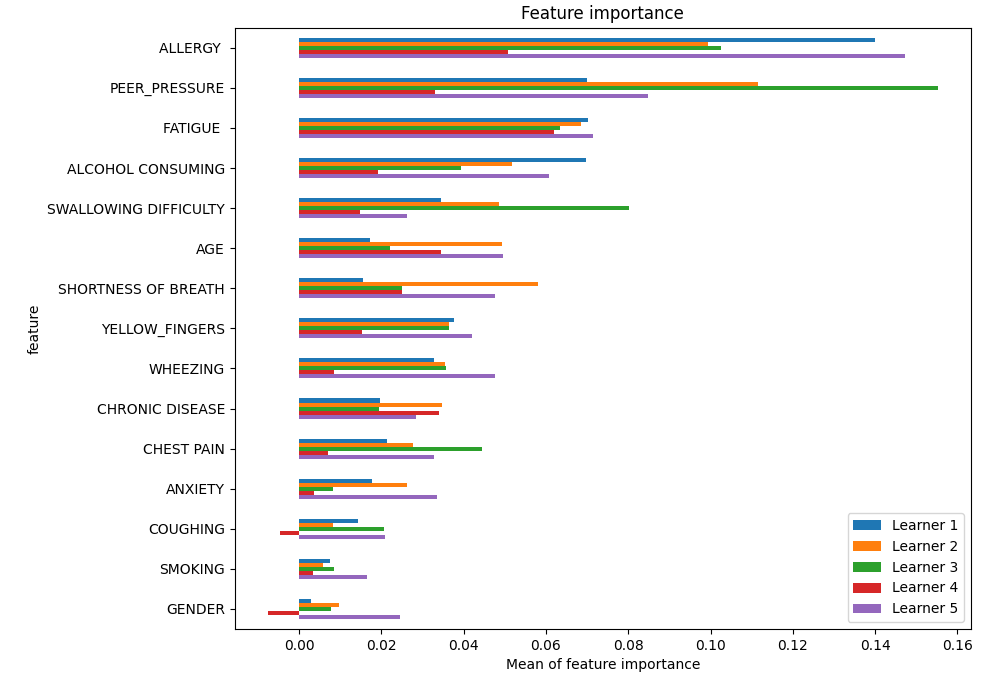 Feature importance
ALLERGY
PEER_PRESSURE
FATIGUE
ALCOHOL CONSUMING
SWALLOWING DIFFICULTY
AGE
SHORTNESS OF BREATH
YELLOW_FINGERS
WHEEZING
CHRONIC DISEASE
CHEST PAIN
ANXIETY
COUGHING
SMOKING
GENDER
feature
Learner 1
Learner 2
Learner 3
Learner 4
Learner 5
0.00 0.02 0.04 0.06 0.08 0.10 0.12 0.14 0.16
Mean of feature importance